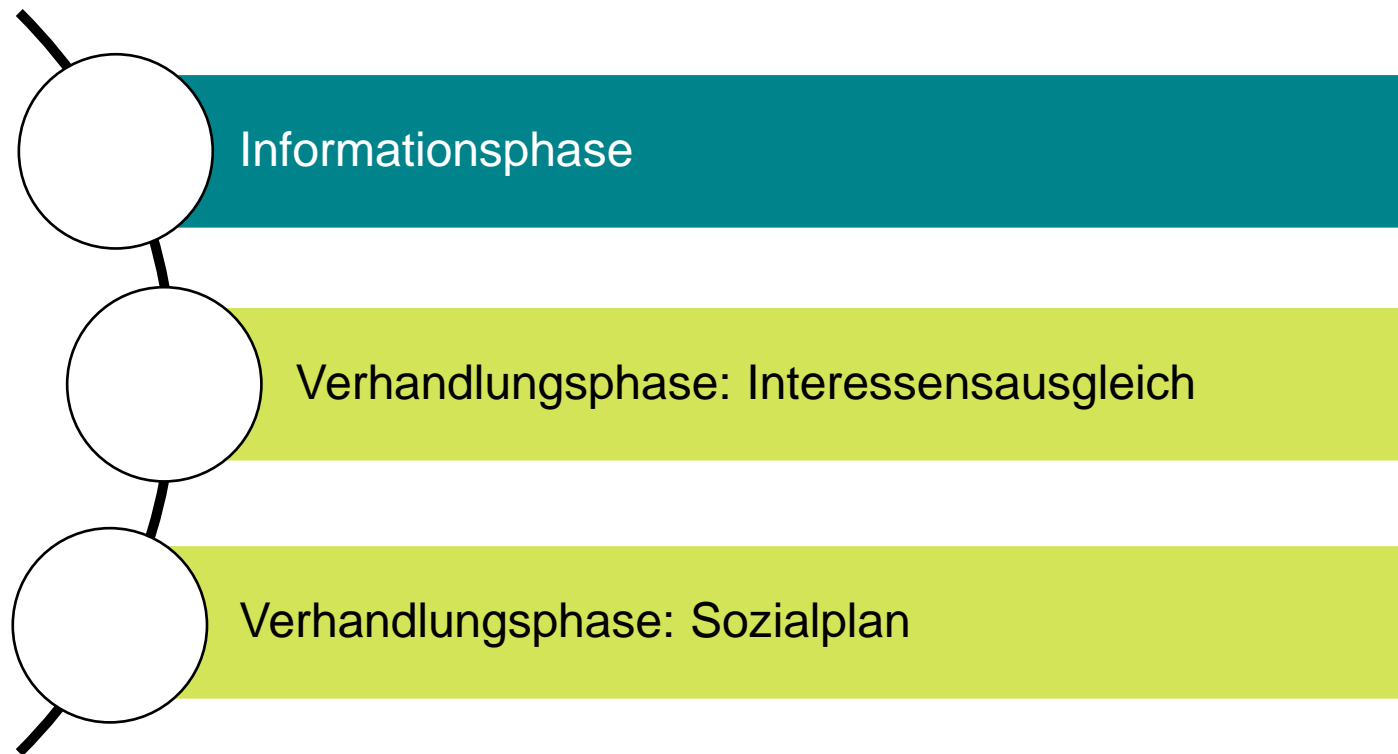 Informationsphase
Verhandlungsphase: Interessensausgleich
Verhandlungsphase: Sozialplan